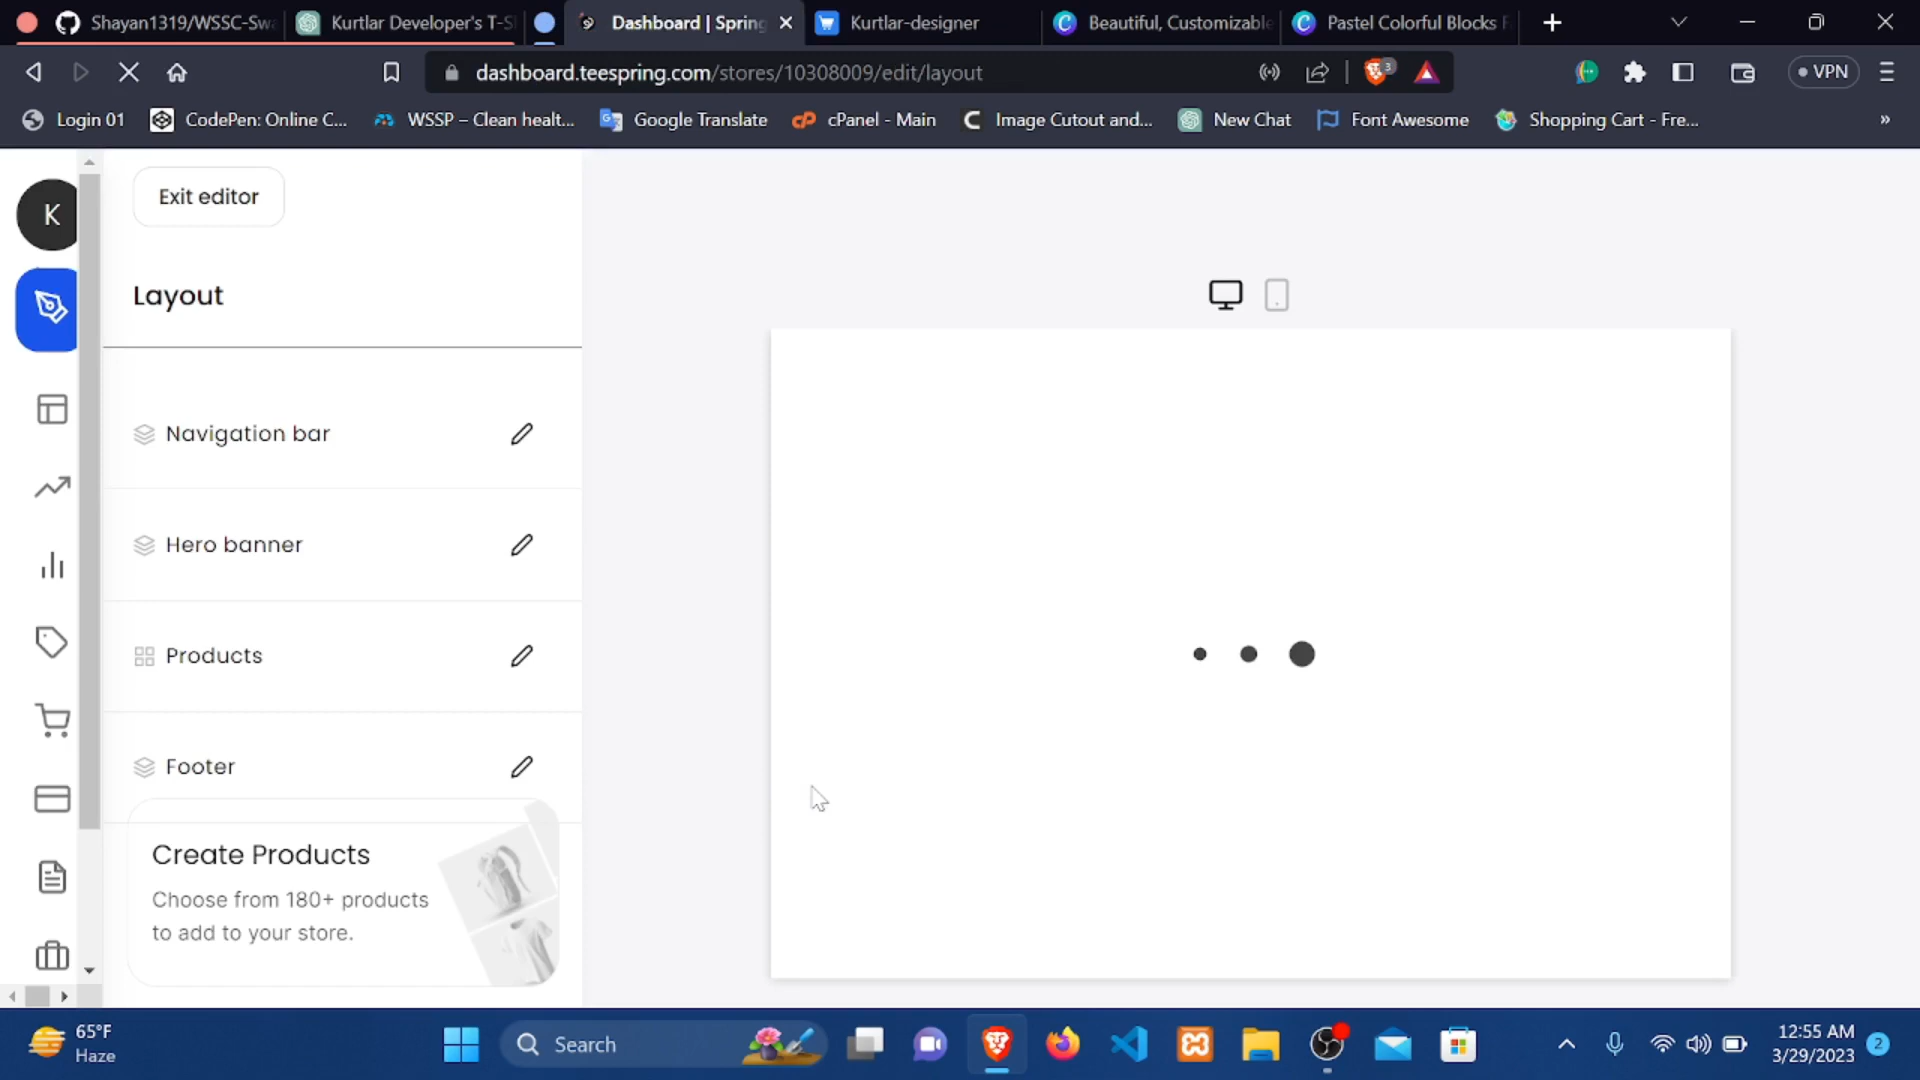 Shayan1319/WSSC-Swa
Kurtlar Developer's T-S
Dashboard | Spring
Kurtlar-designer
Beautiful, Customizable
Pastel Colorful Blocks F
dashboard.teespring.com/stores/10308009/edit/layout
3
VPN
Login 01
CodePen: Online C...
WSSP – Clean healt...
Google Translate
cPanel - Main
Image Cutout and...
New Chat
Font Awesome
Shopping Cart - Fre...
»
K
Exit editor
Layout
Navigation bar
Hero banner
Products
Footer
Create Products
Choose from 180+ products
to add to your store.
65°F
Haze
Search
12:55 AM
3/29/2023
2